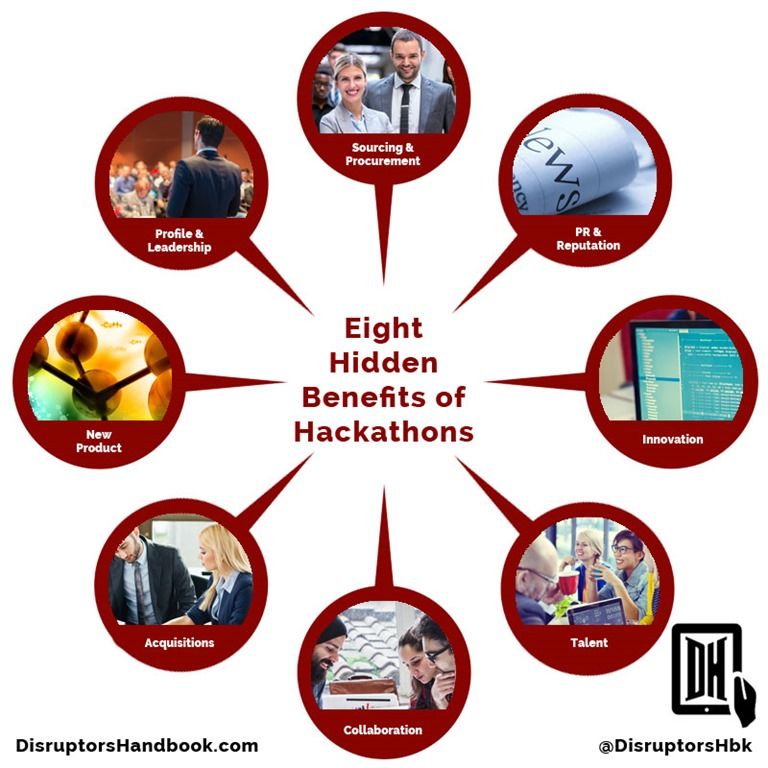 Eight
Hidden
Benefits of
Hackathons
Sourcing &
Procurement
PR &
Reputation
News
Innovation
Talent
Collaboration
Acquisitions
New
Product
Profile &
Leadership
DH
DisruptorsHandbook.com
@DisruptorsHbk